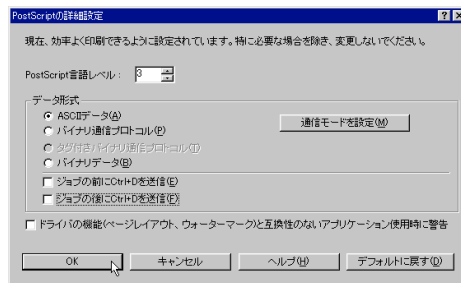 PostScriptの詳細設定
現在、効率よく印刷できるように設定されています。特に必要な場合を除き、変更しないでください。
PostScript言語レベル： 3
データ形式
ASCIIデータ(A)
通信モードを設定(M)
バイナリ通信プロトコル(P)
タグ付きバイナリ通信プロトコル(T)
バイナリデータ(B)
ジョブの前にCtrl+Dを送信(E)
ジョブの後にCtrl+Dを送信(F)
ドライバの機能(ページレイアウト、ウォーターマーク)と互換性のないアプリケーション使用時に警告
OK キャンセル ヘルプ(H) デフォルトに戻す(D)